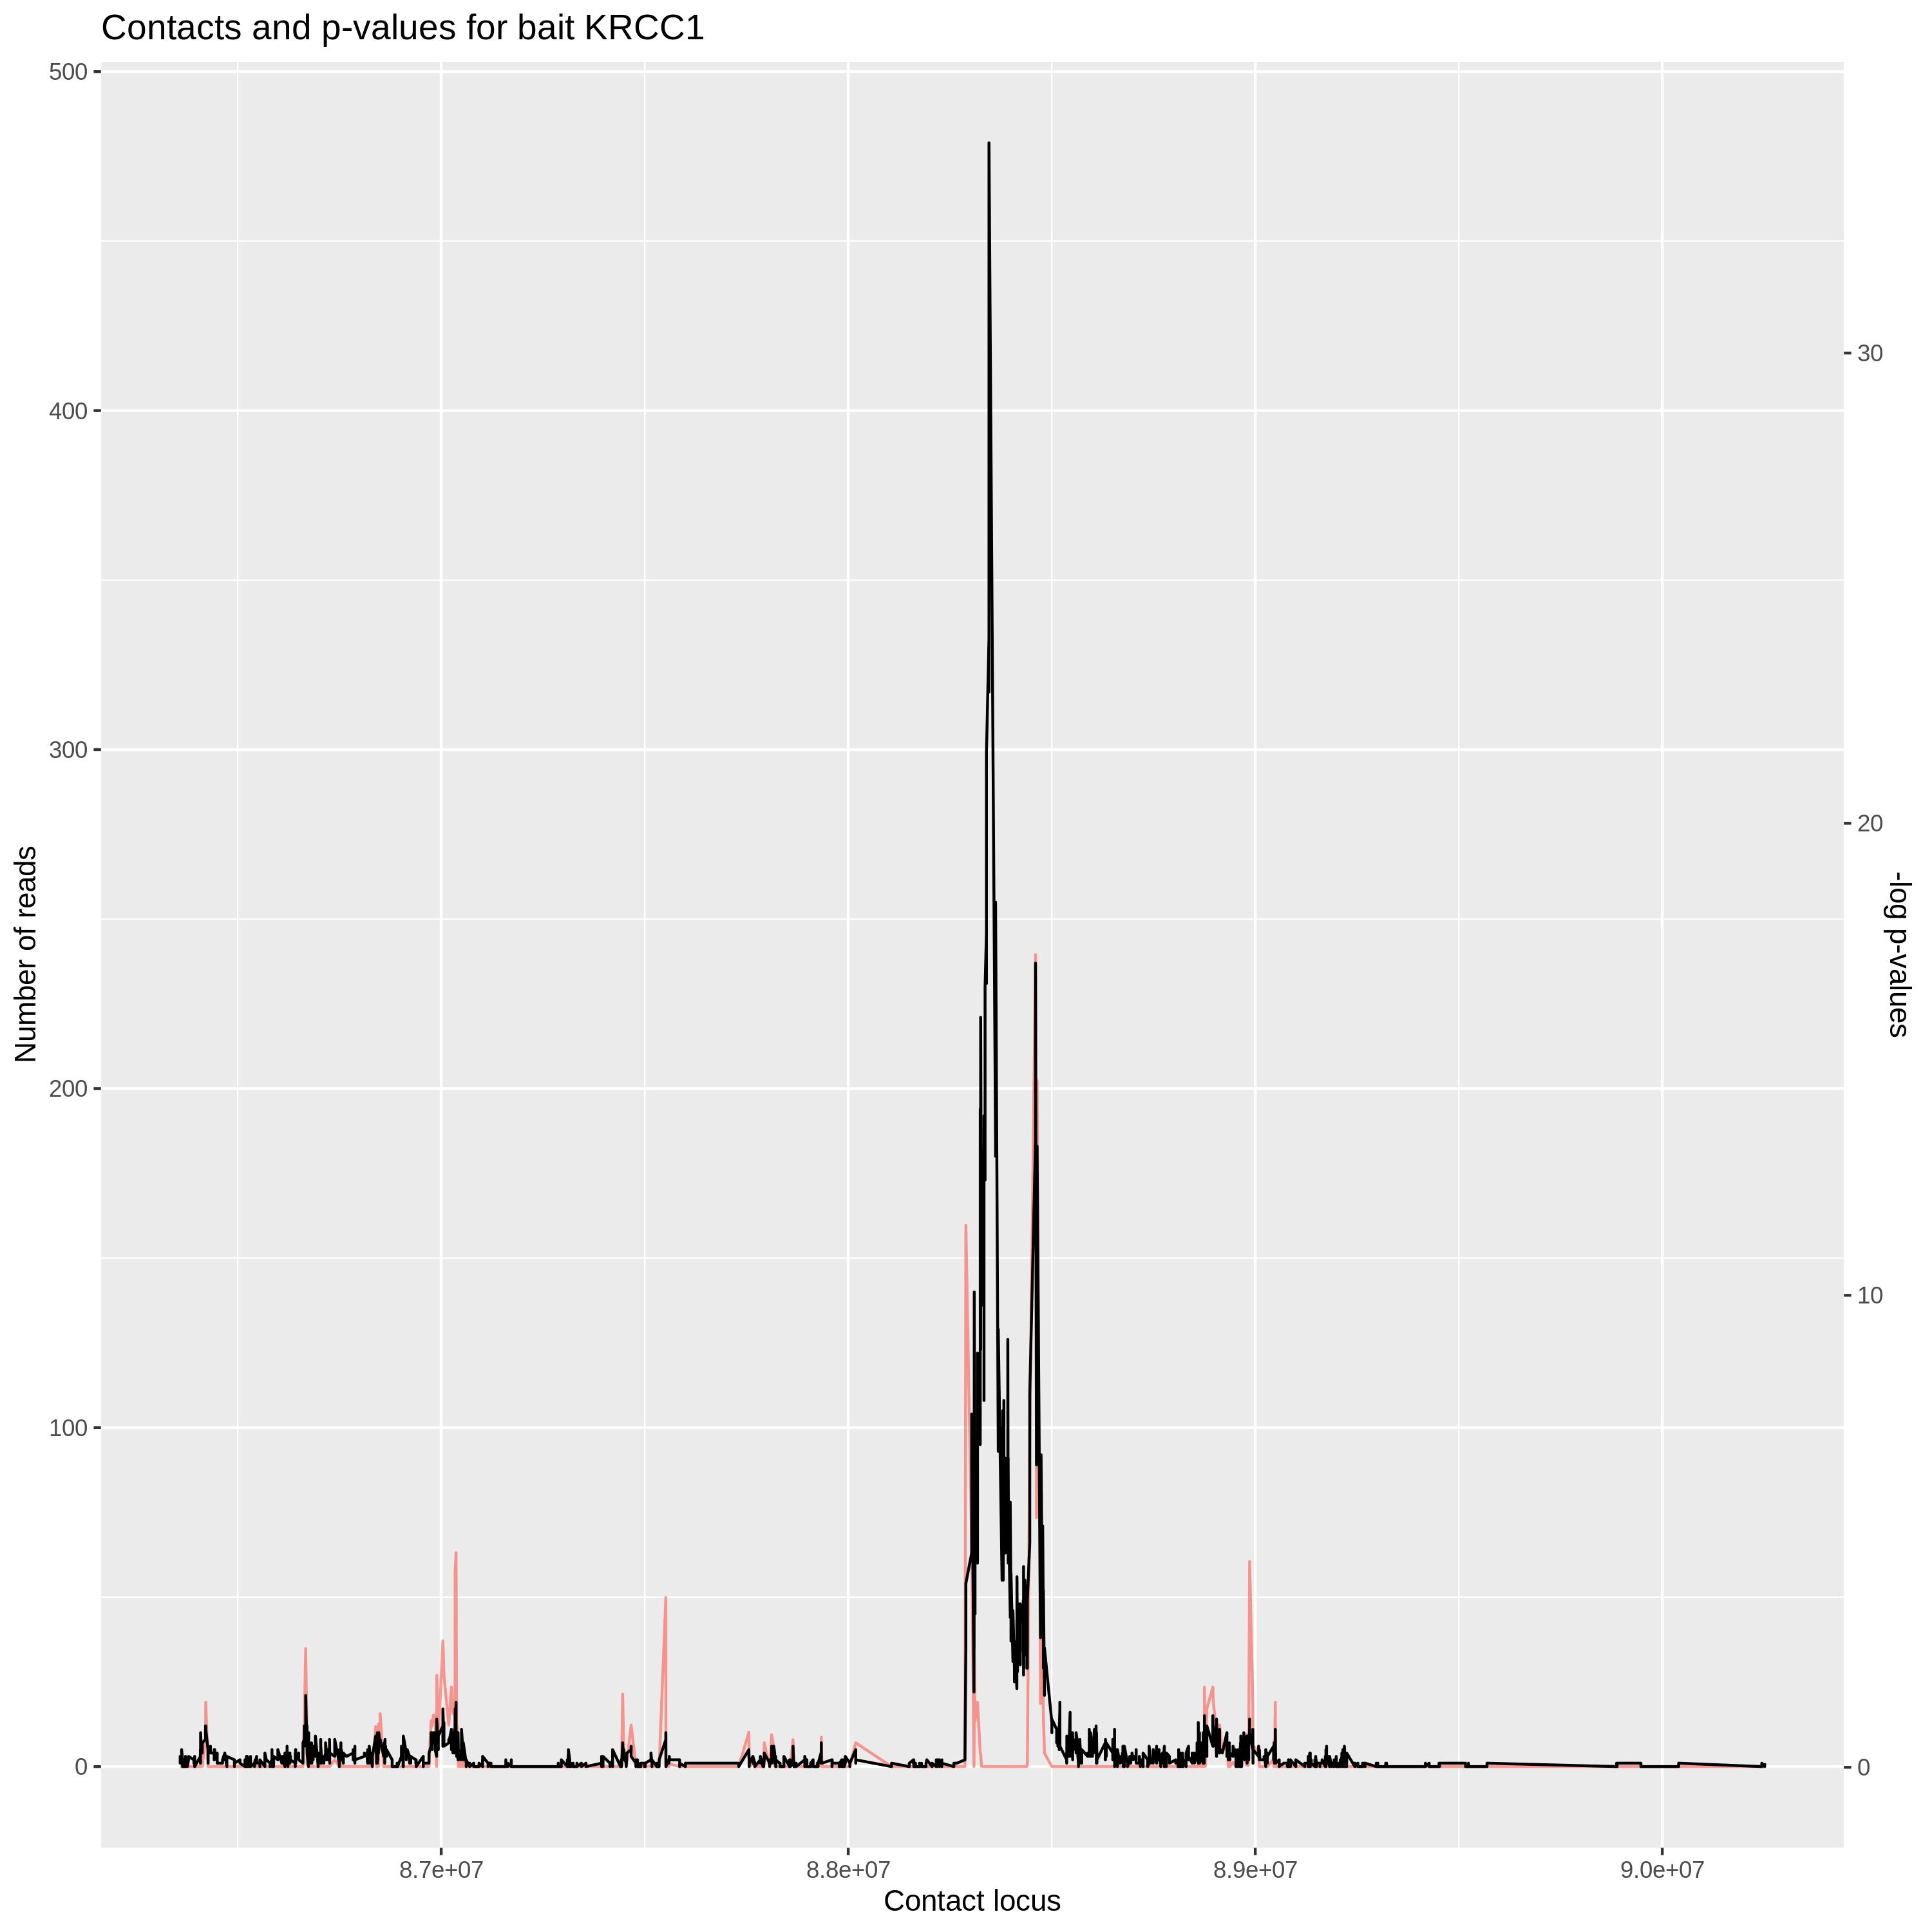 Contacts and p-values for bait KRCC1
500
400
300
200
100
0
Number of reads
30
20
10
0
-log p-values
8.7e+07 8.8e+07 8.9e+07 9.0e+07
Contact locus